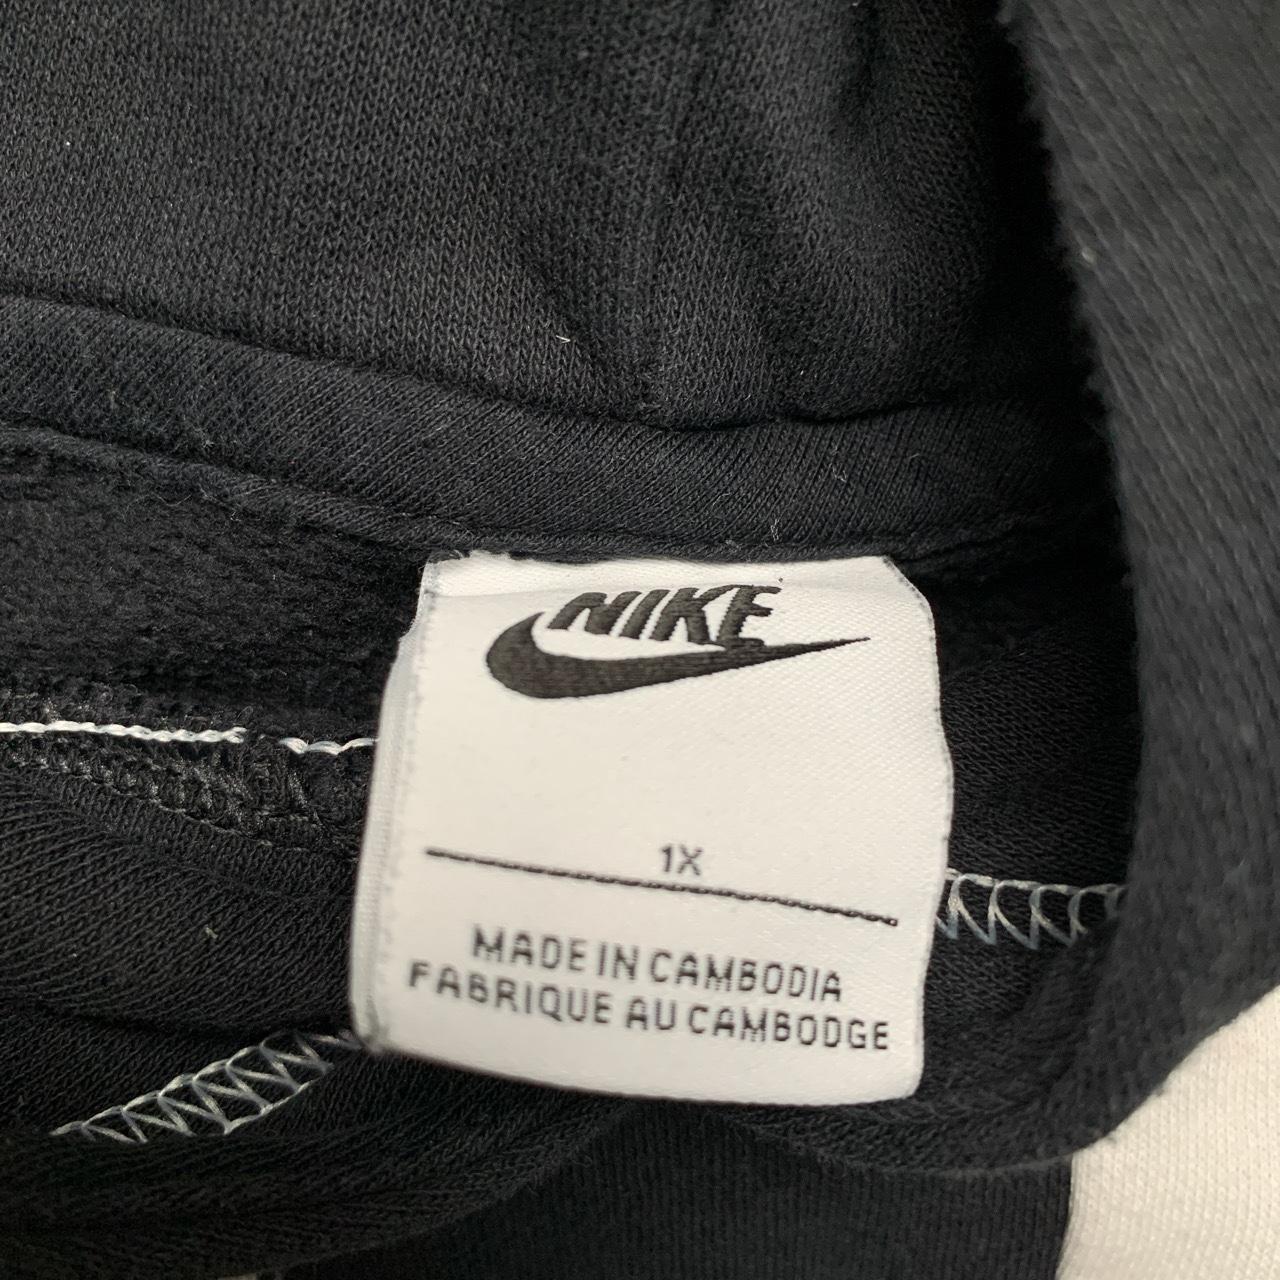 NIKE
1X
MADE IN CAMBODIA
FABRIQUE AU CAMBODGE